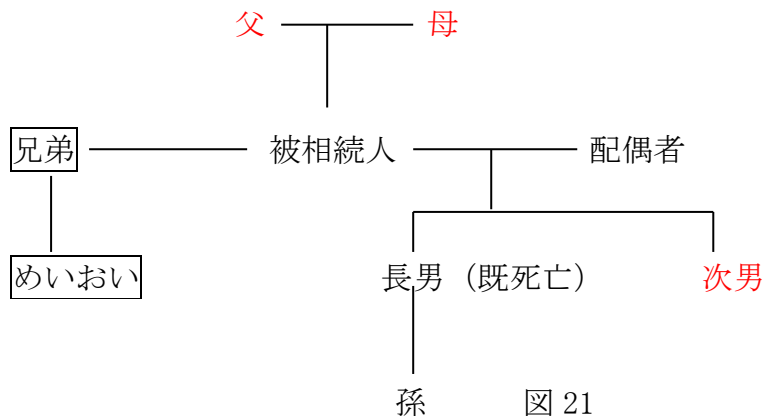 父 母
兄弟 被相続人 配偶者
めいおい 長男（既死亡） 次男
孫 図 21